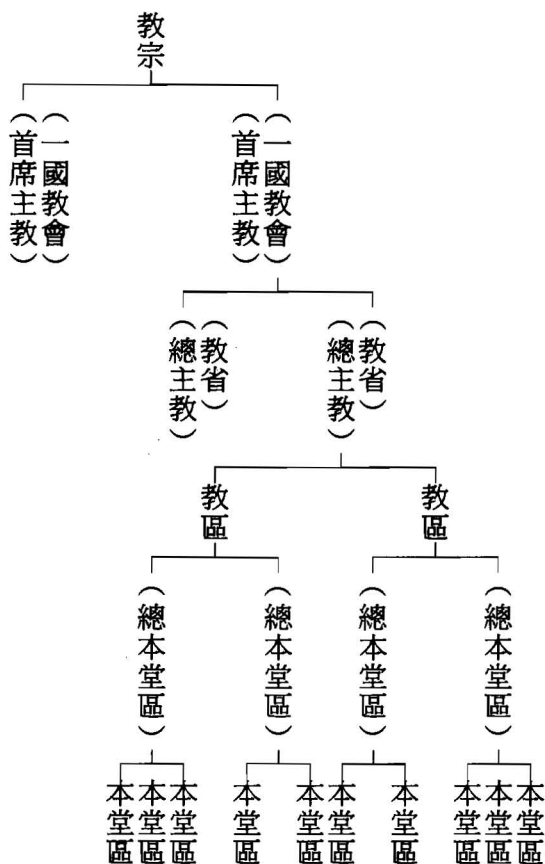 教宗
（一國教會）
（首席主教）
（一國教會）
（首席主教）
（教省）
（總主教）
（教省）
（總主教）
教區
教區
（總本堂區）
（總本堂區）
（總本堂區）
（總本堂區）
本堂區
本堂區
本堂區
本堂區
本堂區
本堂區
本堂區
本堂區
本堂區
本堂區